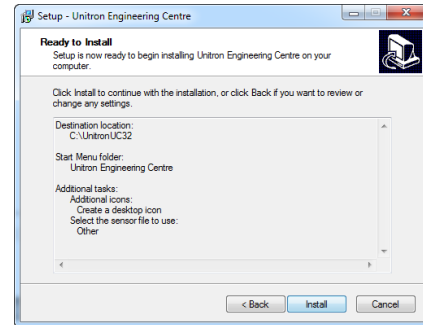 Setup - Unitron Engineering Centre
Ready to Install
Setup is now ready to begin installing Unitron Engineering Centre on your
computer.
Click Install to continue with the installation, or click Back if you want to review or
change any settings.
Destination location:
C:\UnitronUC32
Start Menu folder:
Unitron Engineering Centre
Additional tasks:
Additional icons:
Create a desktop icon
Select the sensor file to use:
Other
< Back
Install
Cancel